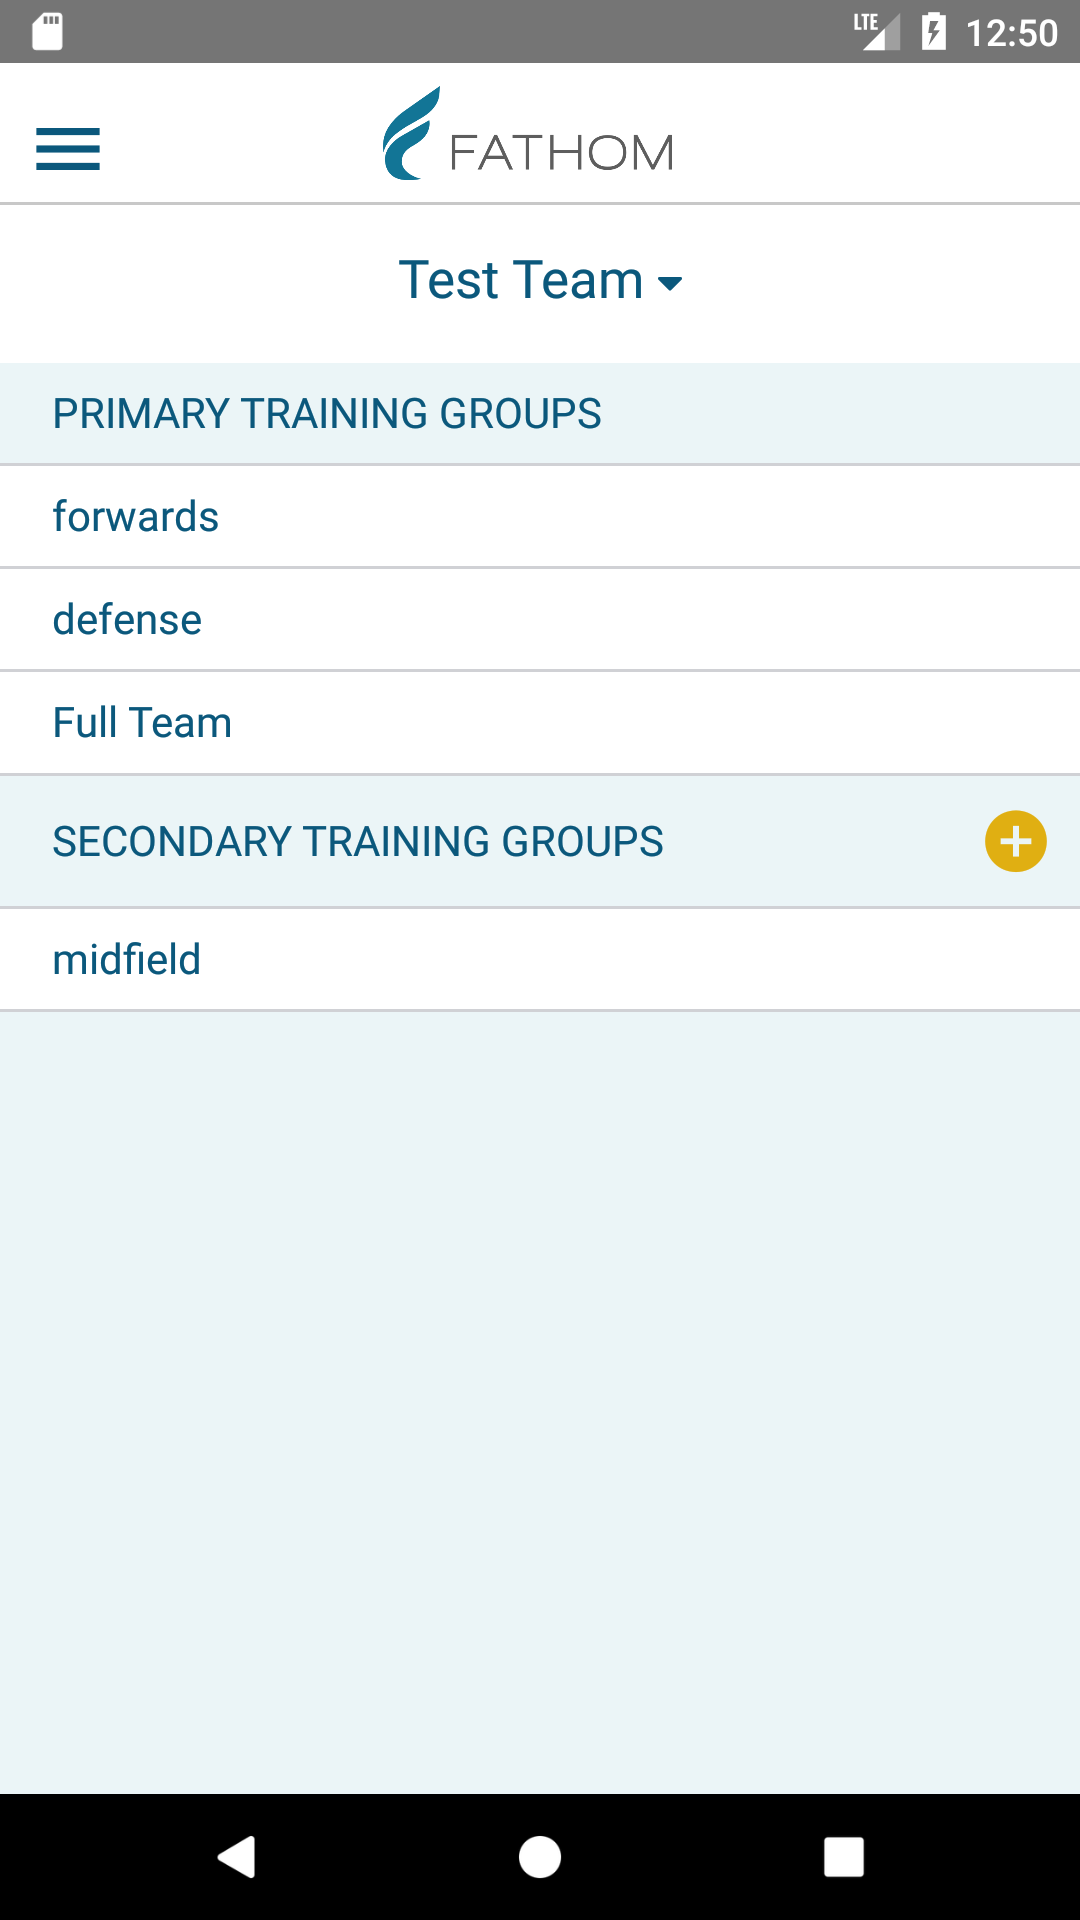 LTE 12:50
FATHOM
Test Team
PRIMARY TRAINING GROUPS
forwards
defense
Full Team
SECONDARY TRAINING GROUPS
midfield